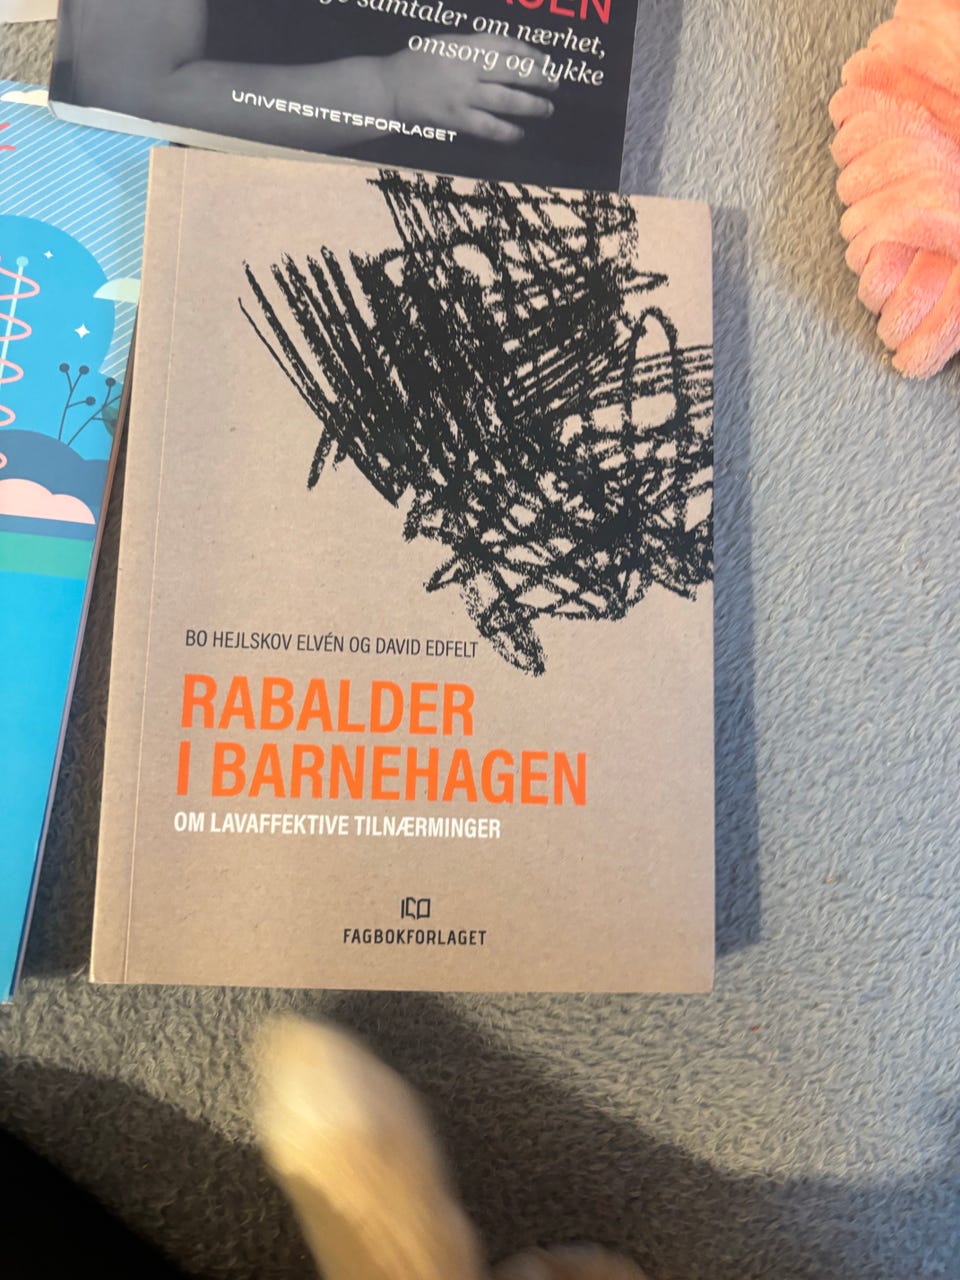 samtaler om nærhet,
omsorg og lykke
UNIVERSITETSFORLAGET
BO HEJLSKOV ELVÉN OG DAVID EDFELT
RABALDER
I BARNEHAGEN
OM LAVAFFEKTIVE TILNÆRMINGER
FAGBOKFORLAGET